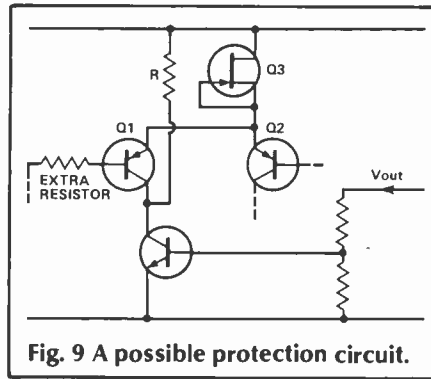 Q3
R
Q1
Q2
EXTRA
RESISTOR
Vout
Fig. 9 A possible protection circuit.